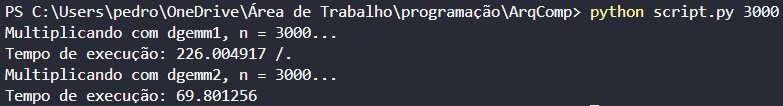 PS C:\Users\pedro\OneDrive\Área de Trabalho\programação\ArqComp> python script.py 3000
Multiplicando com dgemm1, n = 3000...
Tempo de execução: 226.004917 /.
Multiplicando com dgemm2, n = 3000...
Tempo de execução: 69.801256